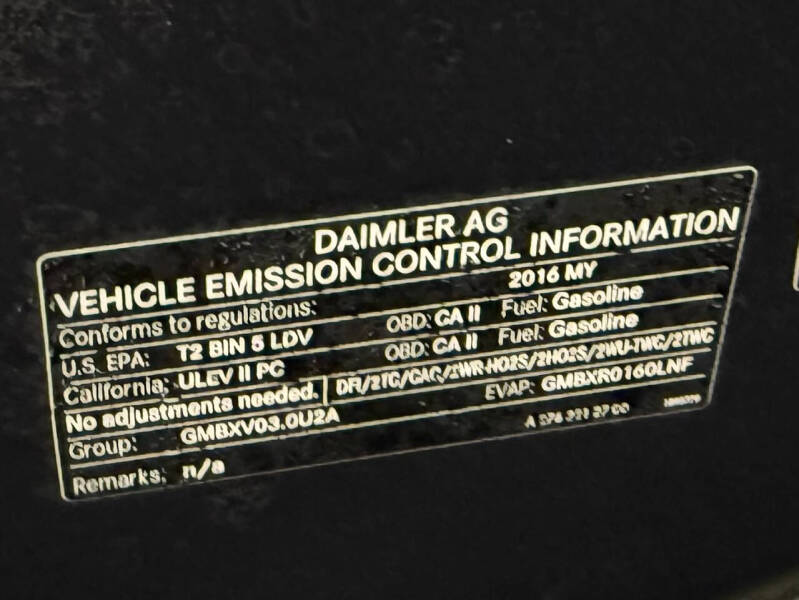 DAIMLER AG
VEHICLE EMISSION CONTROL INFORMATION
Conforms to regulations: 2016 MY
U.S. EPA: T2 BIN 5 LDV OBD: CA II Fuel: Gasoline
California: ULEV II PC OBD: CA II Fuel: Gasoline
No adjustments needed. DFI/2TC/CAC/2WR-HO2S/2HO2S/2WU-TWC/2TWC
Group: GMBXV03.0U2A EVAP: GMBXR0160LNF
Remarks: n/a